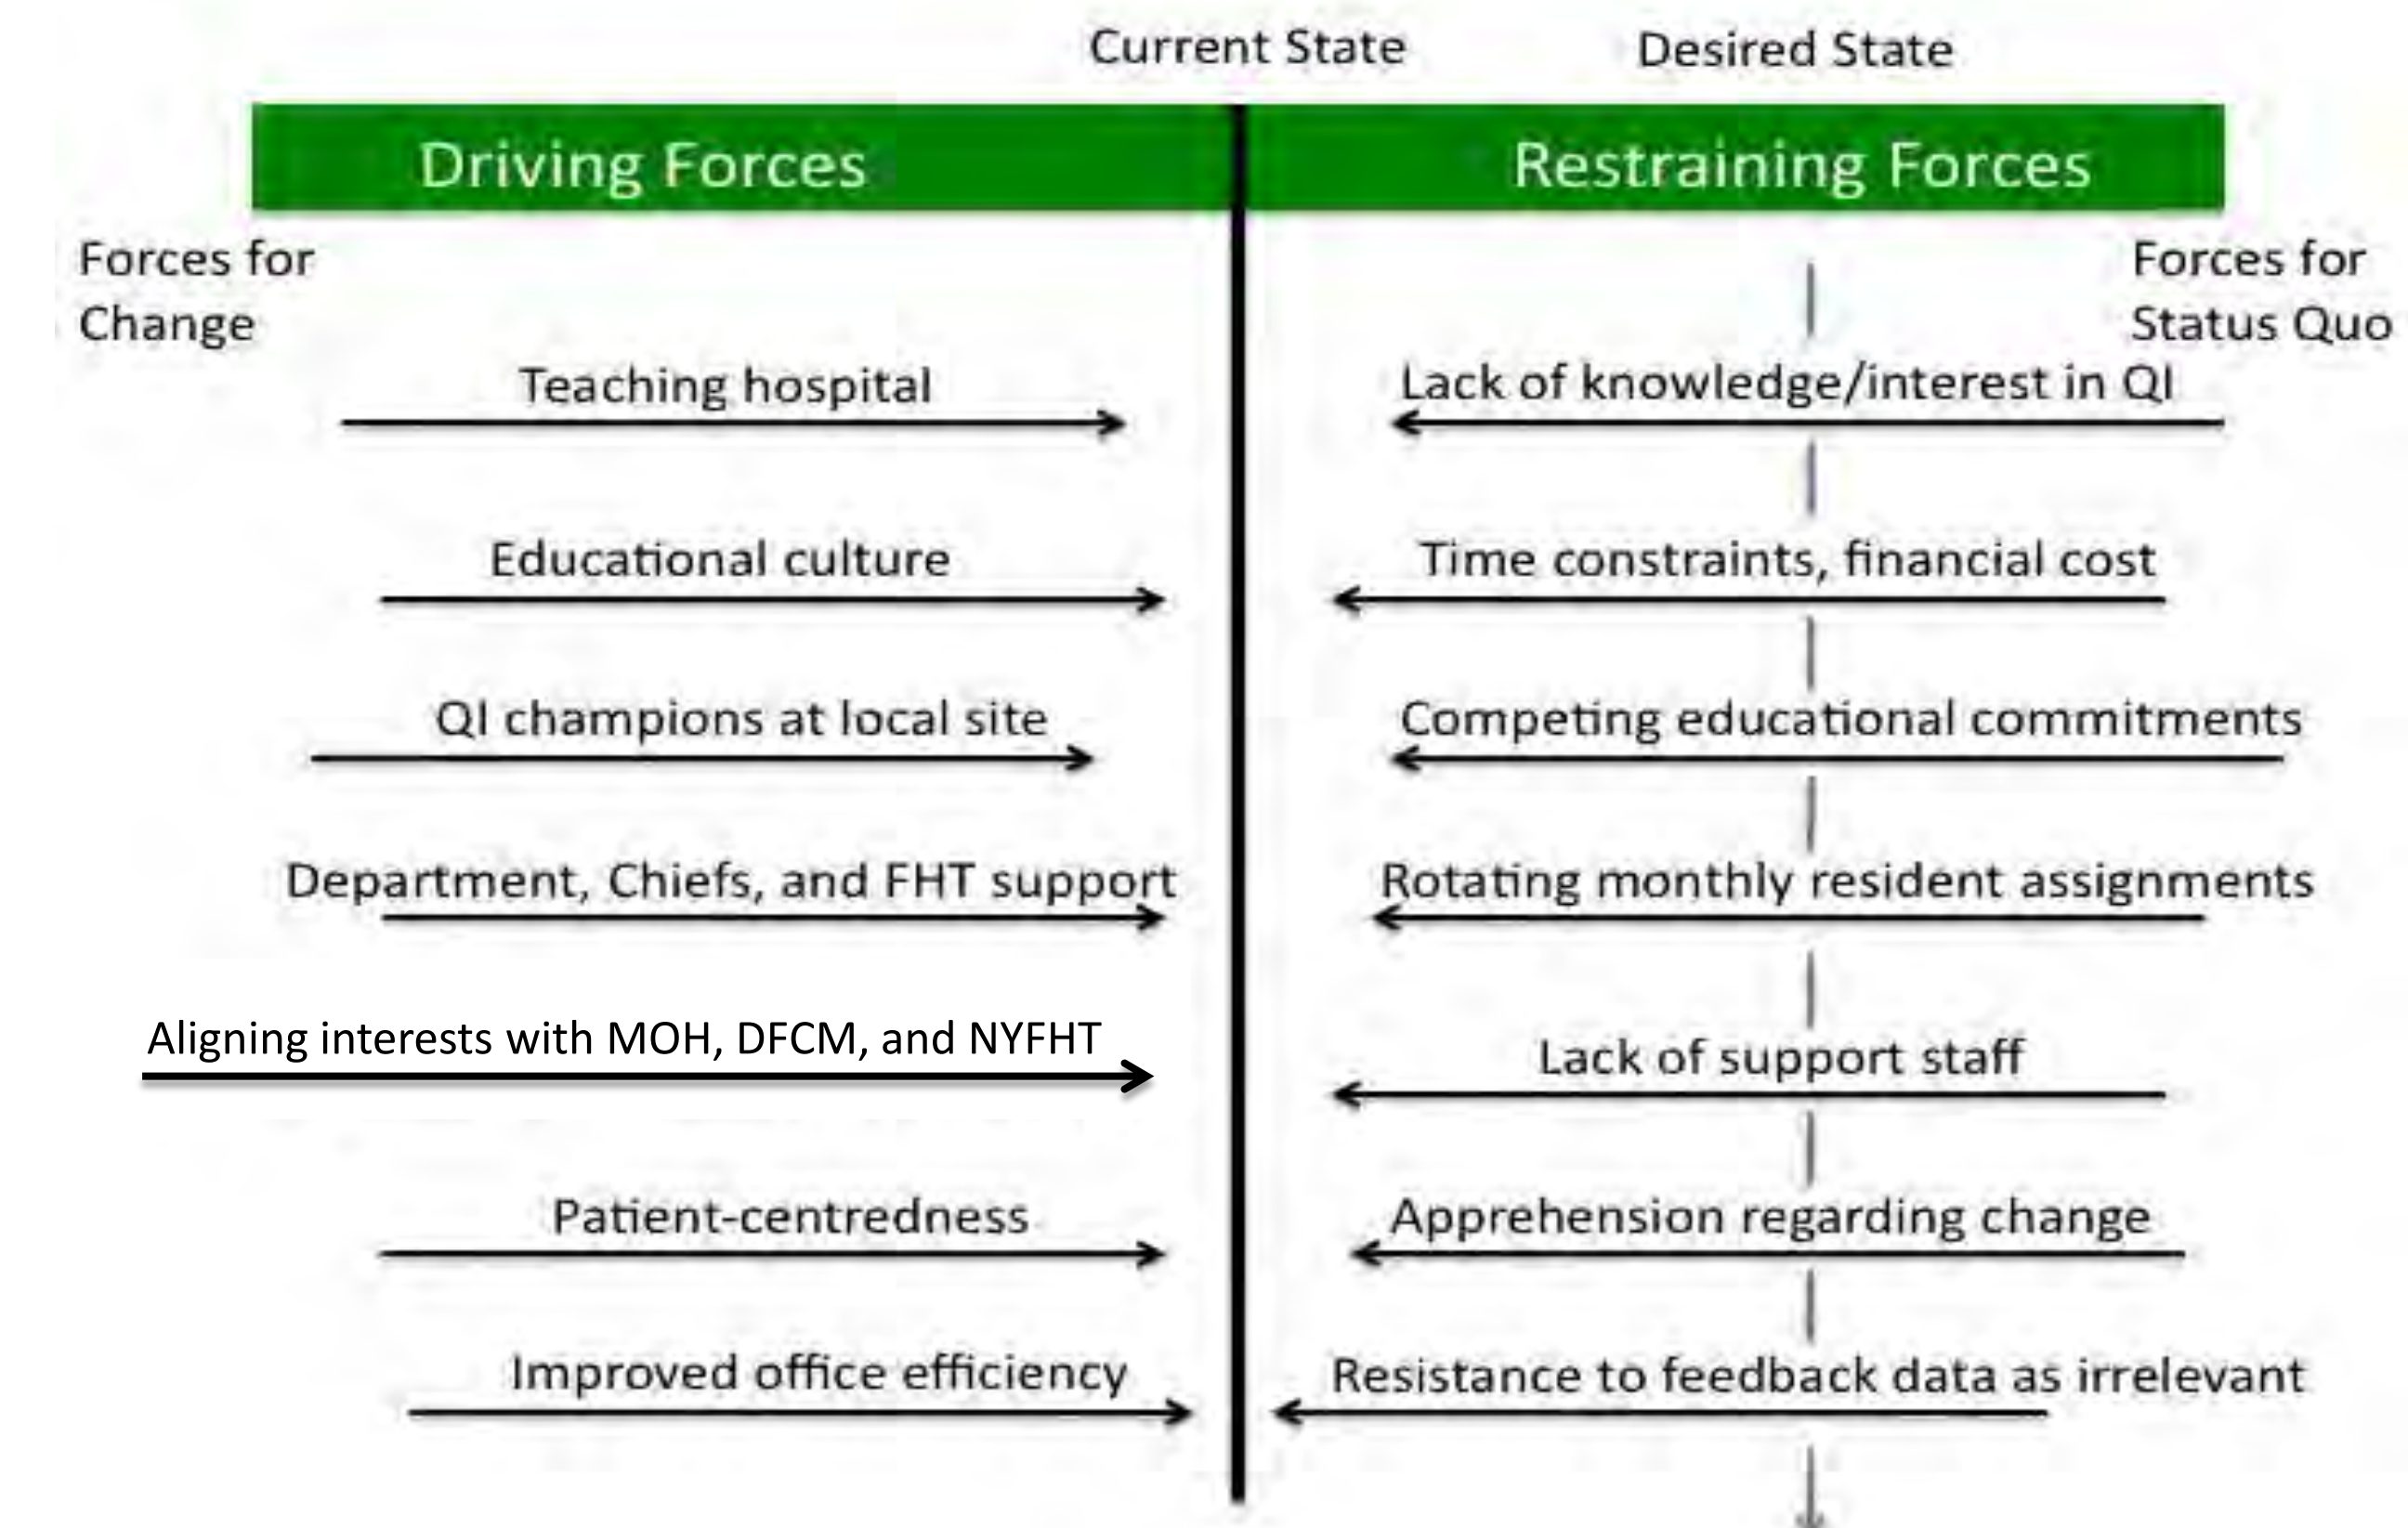 Current State
Desired State
Driving Forces
Restraining Forces
Forces for
Change
Forces for
Status Quo
Teaching hospital
Lack of knowledge/interest in QI
Educational culture
Time constraints, financial cost
QI champions at local site
Competing educational commitments
Department, Chiefs, and FHT support
Rotating monthly resident assignments
Aligning interests with MOH, DFCM, and NYFHT
Lack of support staff
Patient-centredness
Apprehension regarding change
Improved office efficiency
Resistance to feedback data as irrelevant